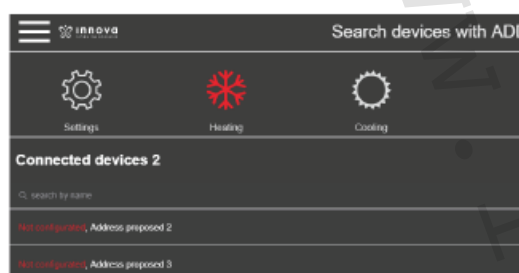 innova
Search devices with ADD
Settings
Heating
Cooling
Connected devices 2
search by name
Not configured, Address proposed 2
Not configured, Address proposed 3